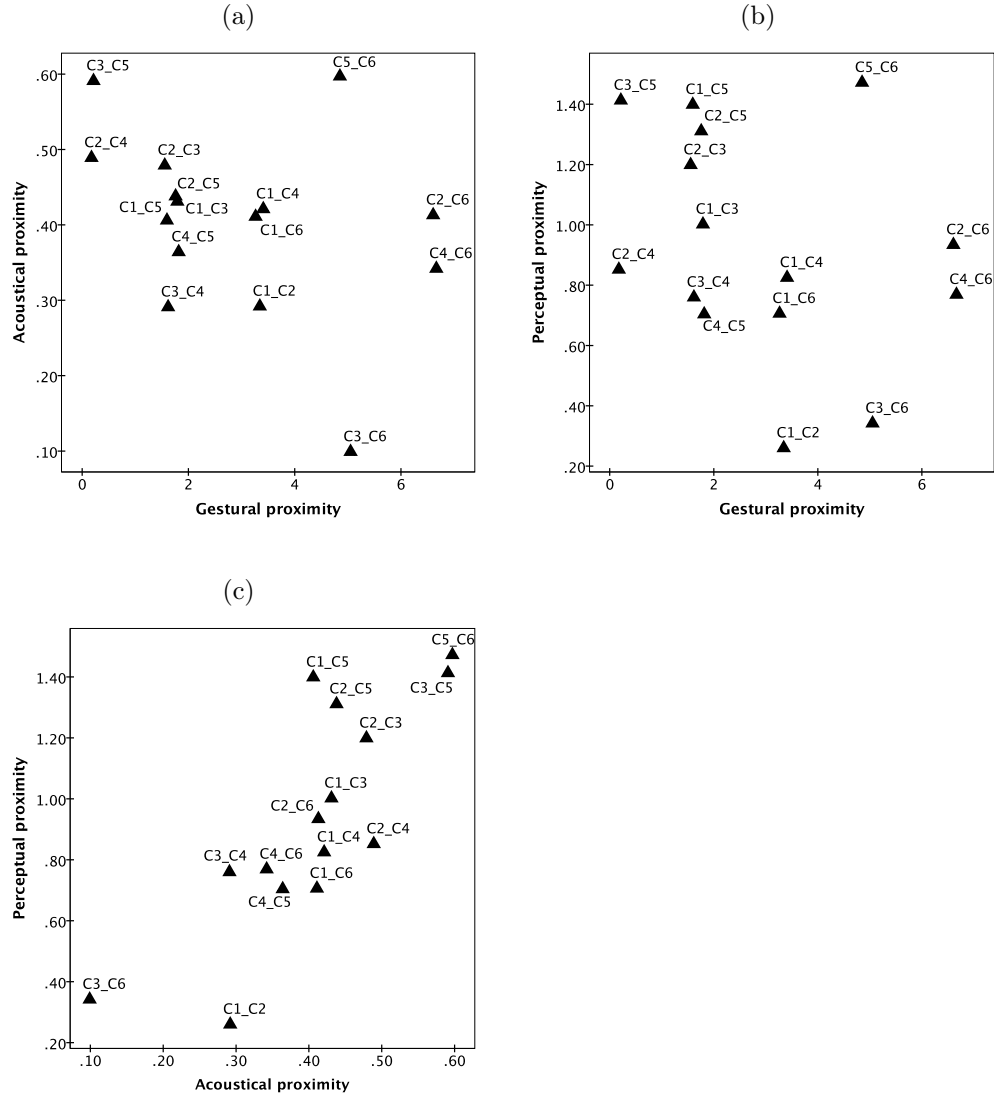 (a)
C3_C5
C5_C6
.60
C2_C4
C2_C3
.50
C2_C5
C1_C4
C2_C6
C1_C5
C1_C3
.40
C1_C6
C4_C5
C4_C6
C3_C4
C1_C2
.30
.20
C3_C6
.10
0 2 4 6
Acoustical proximity
Gestural proximity
(b)
C5_C6
C3_C5
C1_C5
1.40
C2_C5
C2_C3
1.20
C1_C3
1.00
C2_C6
C2_C4
C1_C4
C4_C6
C3_C4
.80
C1_C6
C4_C5
.60
C3_C6
.40
C1_C2
.20
0 2 4 6
Perceptual proximity
Gestural proximity
(c)
C5_C6
C1_C5
1.40
C3_C5
C2_C5
C2_C3
1.20
C1_C3
1.00
C2_C6
C1_C4
C2_C4
C3_C4
C4_C6
.80
C1_C6
C4_C5
.60
.40
C3_C6
C1_C2
.20
.10 .20 .30 .40 .50 .60
Perceptual proximity
Acoustical proximity